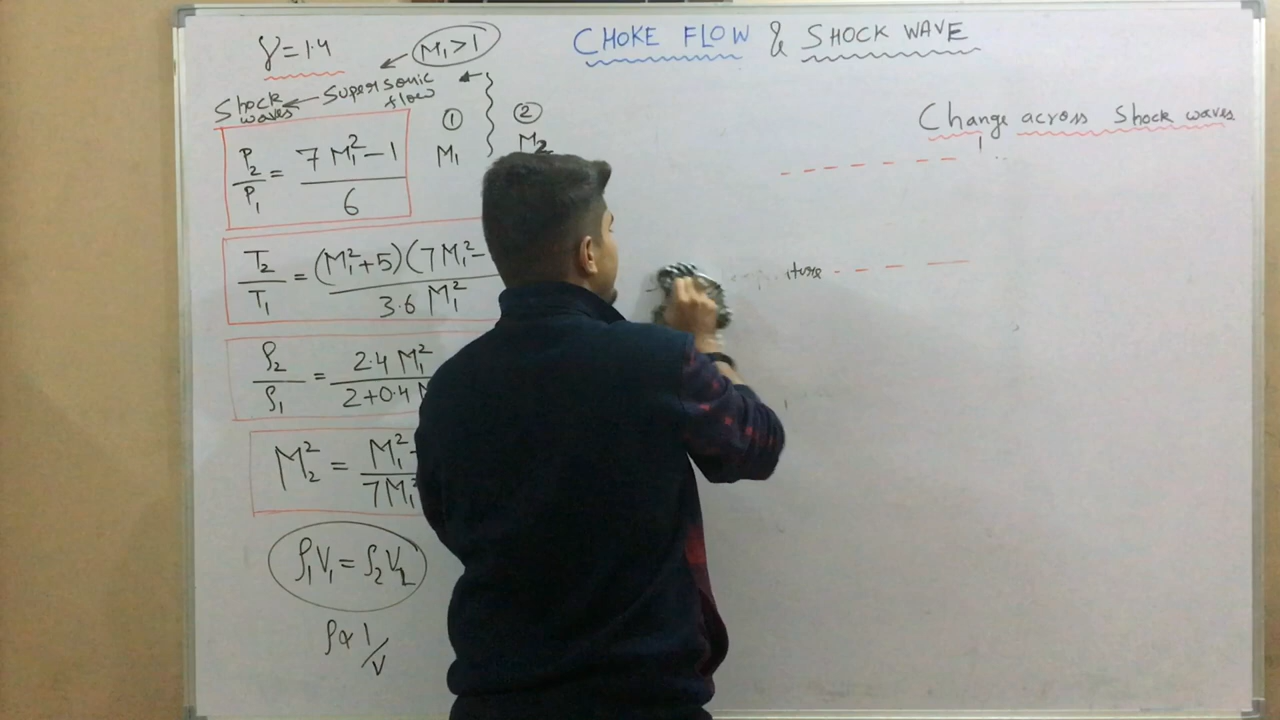 CHOKE FLOW & SHOCK WAVE
γ=1.4
M₁>1
Supersonic flow
Shock waves
① ②
M₁ M₂
P₂/P₁ = (7M₁²-1)/6
T₂/T₁ = (M₁²+5)(7M₁²-/3.6 M₁²
ρ₂/ρ₁ = 2.4 M₁²/2+0.4
M₂² = M₁²/7M₁²
ρ₁V₁ = ρ₂V₂
ρ∝1/V
Change across Shock waves